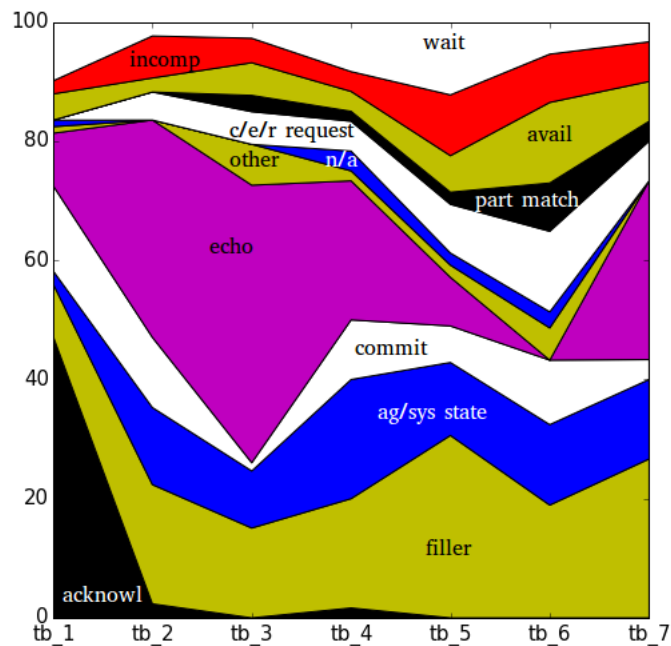 100
wait
incomp
80
c/e/r request
avail
other
n/a
part match
60
echo
commit
40
ag/sys state
20
filler
acknowl
0
tb_1 tb_2 tb_3 tb_4 tb_5 tb_6 tb_7